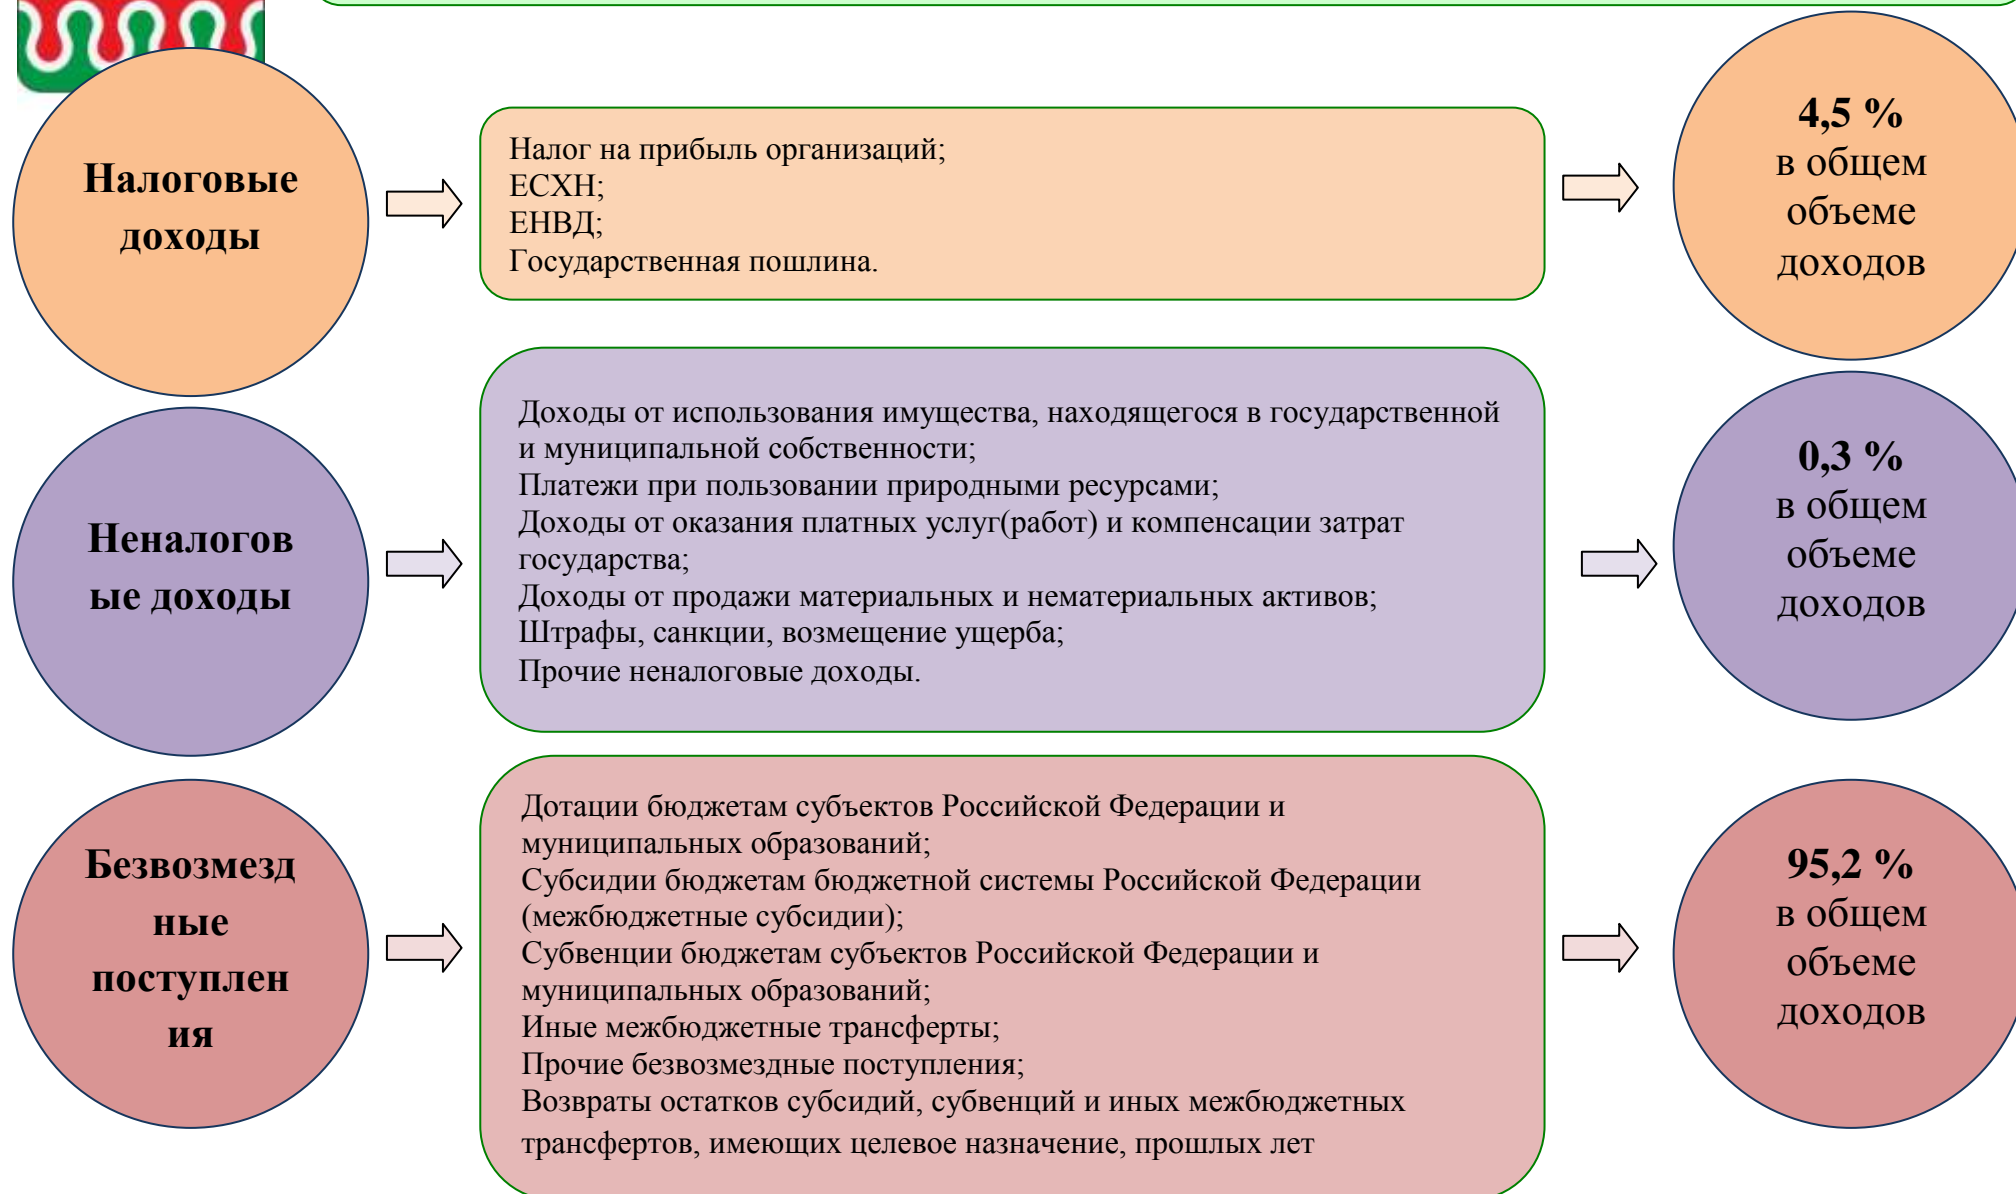 Налоговые
доходы
Налог на прибыль организаций;
ЕСХН;
ЕНВД;
Государственная пошлина.
4,5 %
в общем
объеме
доходов
Неналогов
ые доходы
Доходы от использования имущества, находящегося в государственной
и муниципальной собственности;
Платежи при пользовании природными ресурсами;
Доходы от оказания платных услуг(работ) и компенсации затрат
государства;
Доходы от продажи материальных и нематериальных активов;
Штрафы, санкции, возмещение ущерба;
Прочие неналоговые доходы.
0,3 %
в общем
объеме
доходов
Безвозмезд
ные
поступлен
ия
Дотации бюджетам субъектов Российской Федерации и
муниципальных образований;
Субсидии бюджетам бюджетной системы Российской Федерации
(межбюджетные субсидии);
Субвенции бюджетам субъектов Российской Федерации и
муниципальных образований;
Иные межбюджетные трансферты;
Прочие безвозмездные поступления;
Возвраты остатков субсидий, субвенций и иных межбюджетных
трансфертов, имеющих целевое назначение, прошлых лет
95,2 %
в общем
объеме
доходов